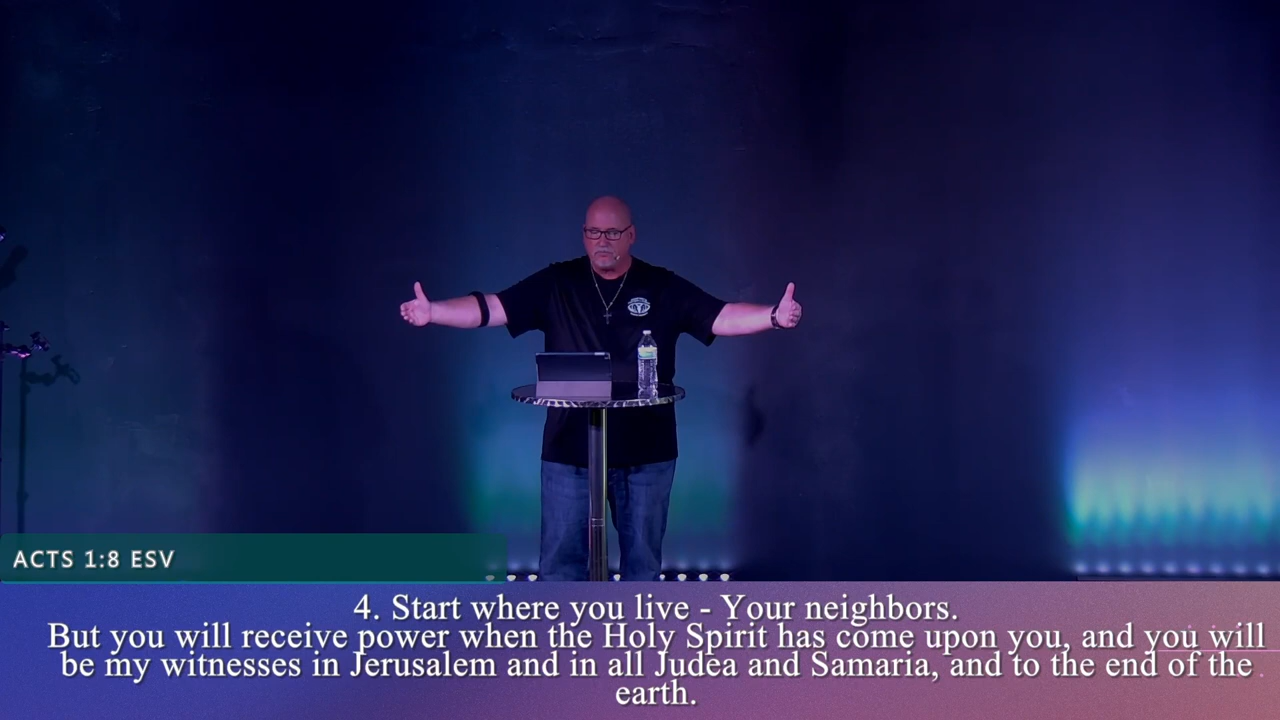 ACTS 1:8 ESV
4. Start where you live - Your neighbors.
But you will receive power when the Holy Spirit has come upon you, and you will
be my witnesses in Jerusalem and in all Judea and Samaria, and to the end of the
earth.